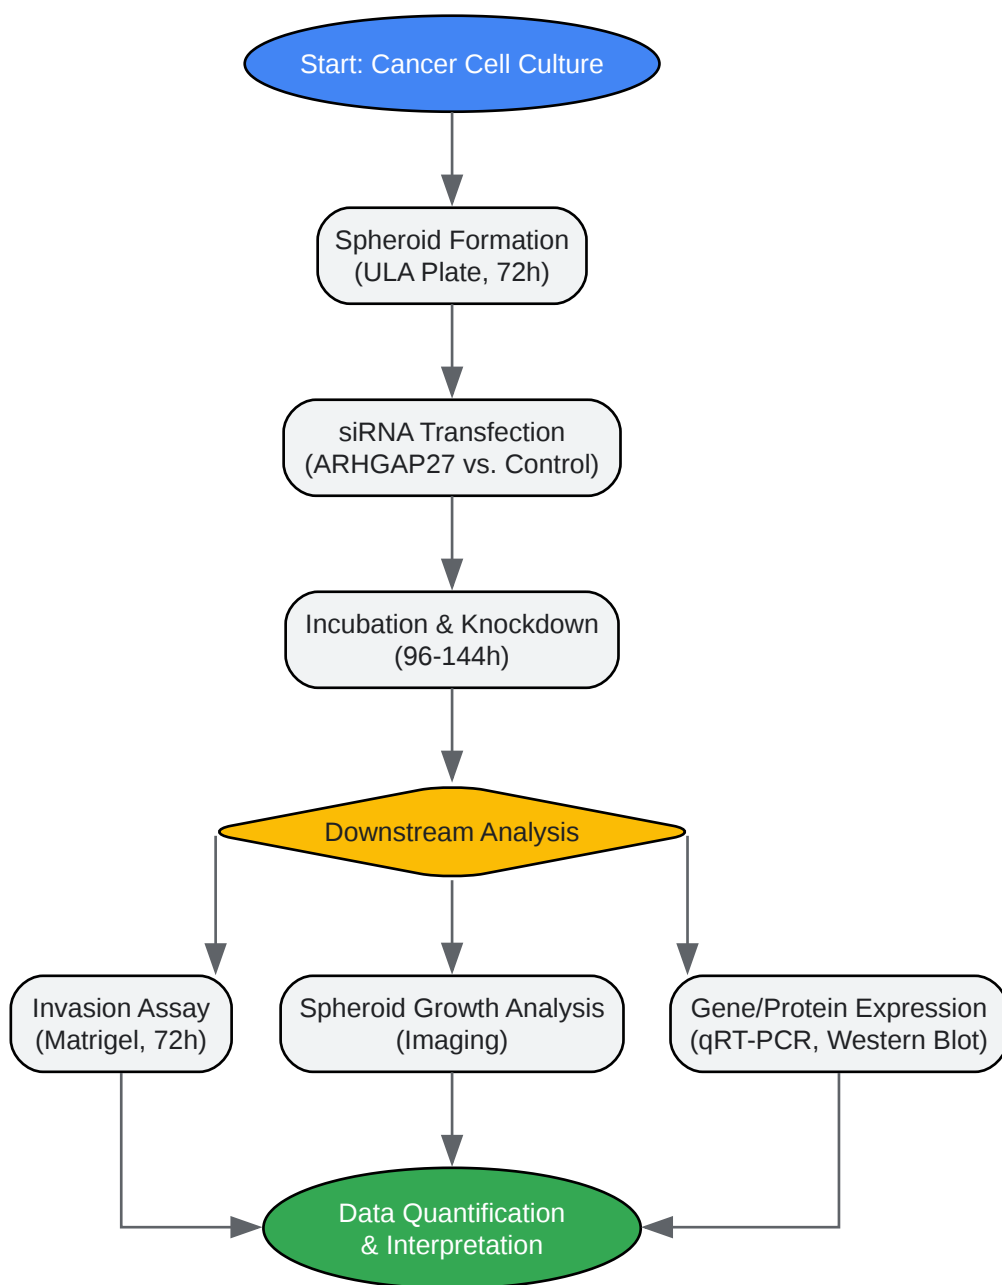 Start: Cancer Cell Culture
Spheroid Formation
(ULA Plate, 72h)
siRNA Transfection
(ARHGAP27 vs. Control)
Incubation & Knockdown
(96-144h)
Downstream Analysis
Invasion Assay
(Matrigel, 72h)
Spheroid Growth Analysis
(Imaging)
Gene/Protein Expression
(qRT-PCR, Western Blot)
Data Quantification
& Interpretation